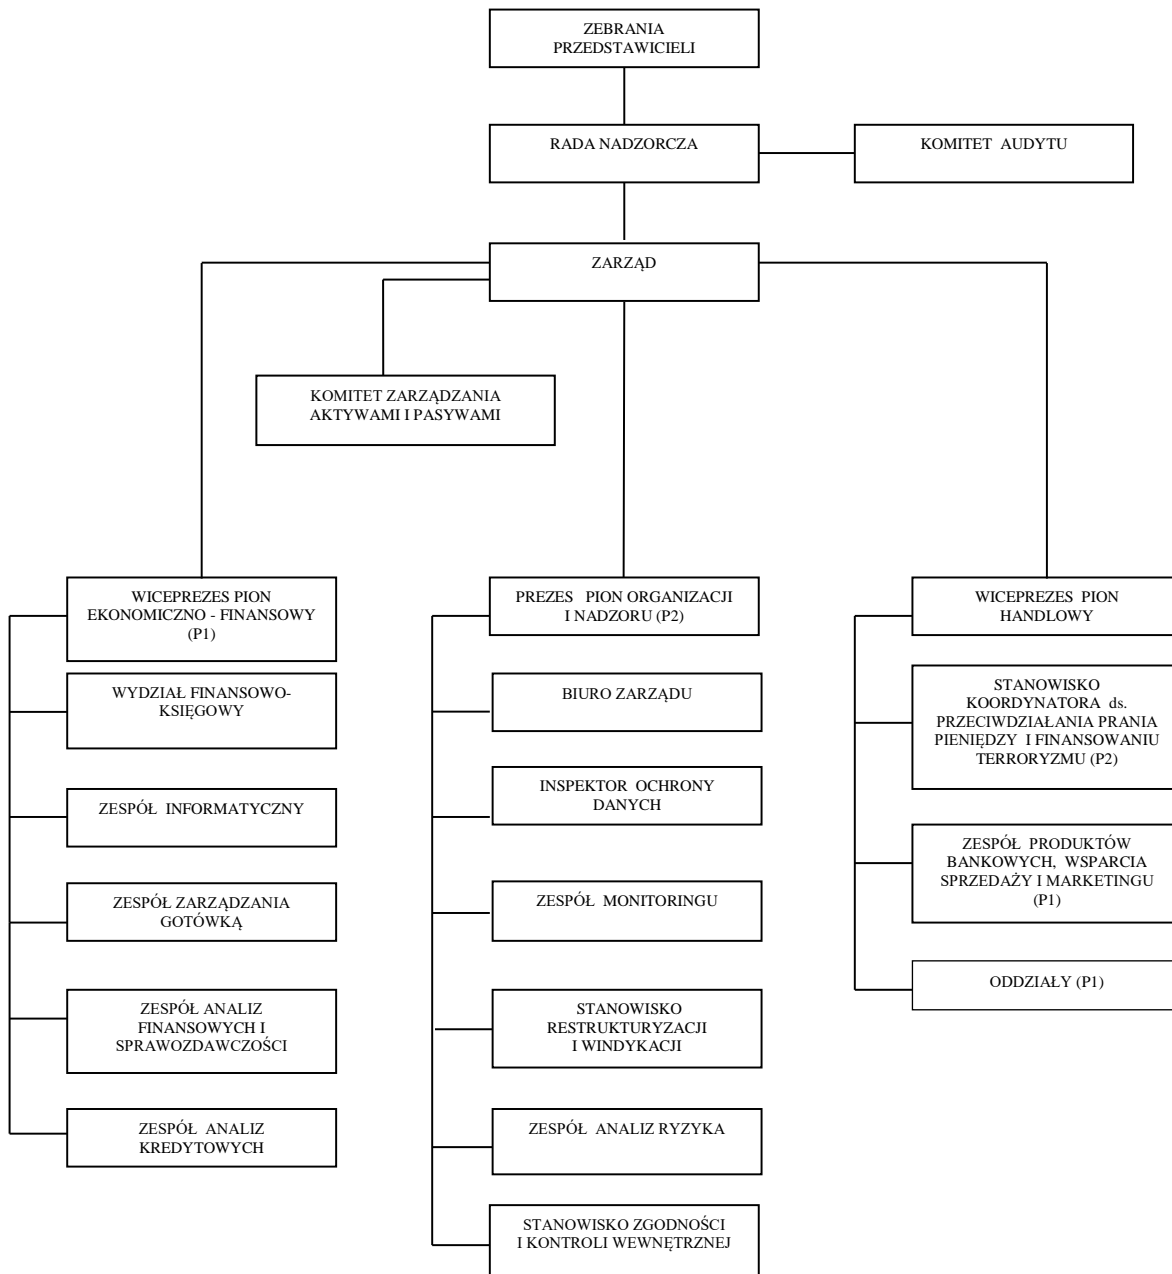 ZEBRANIA
PRZEDSTAWICIELI
RADA NADZORCZA
KOMITET AUDYTU
ZARZĄD
KOMITET ZARZĄDZANIA
AKTYWAMI I PASYWAMI
WICEPREZES PION
EKONOMICZNO - FINANSOWY
(P1)
WYDZIAŁ FINANSOWO-
KSIĘGOWY
ZESPÓŁ INFORMATYCZNY
ZESPÓŁ ZARZĄDZANIA
GOTÓWKĄ
ZESPÓŁ ANALIZ
FINANSOWYCH I
SPRAWOZDAWCZOŚCI
ZESPÓŁ ANALIZ
KREDYTOWYCH
PREZES PION ORGANIZACJI
I NADZORU (P2)
BIURO ZARZĄDU
INSPEKTOR OCHRONY
DANYCH
ZESPÓŁ MONITORINGU
STANOWISKO
RESTRUKTURYZACJI
I WINDYKACJI
ZESPÓŁ ANALIZ RYZYKA
STANOWISKO ZGODNOŚCI
I KONTROLI WEWNĘTRZNEJ
WICEPREZES PION
HANDLOWY
STANOWISKO
KOORDYNATORA ds.
PRZECIWDZIAŁANIA PRANIA
PIENIĘDZY I FINANSOWANIU
TERRORYZMU (P2)
ZESPÓŁ PRODUKTÓW
BANKOWYCH, WSPARCIA
SPRZEDAŻY I MARKETINGU
(P1)
ODDZIAŁY (P1)